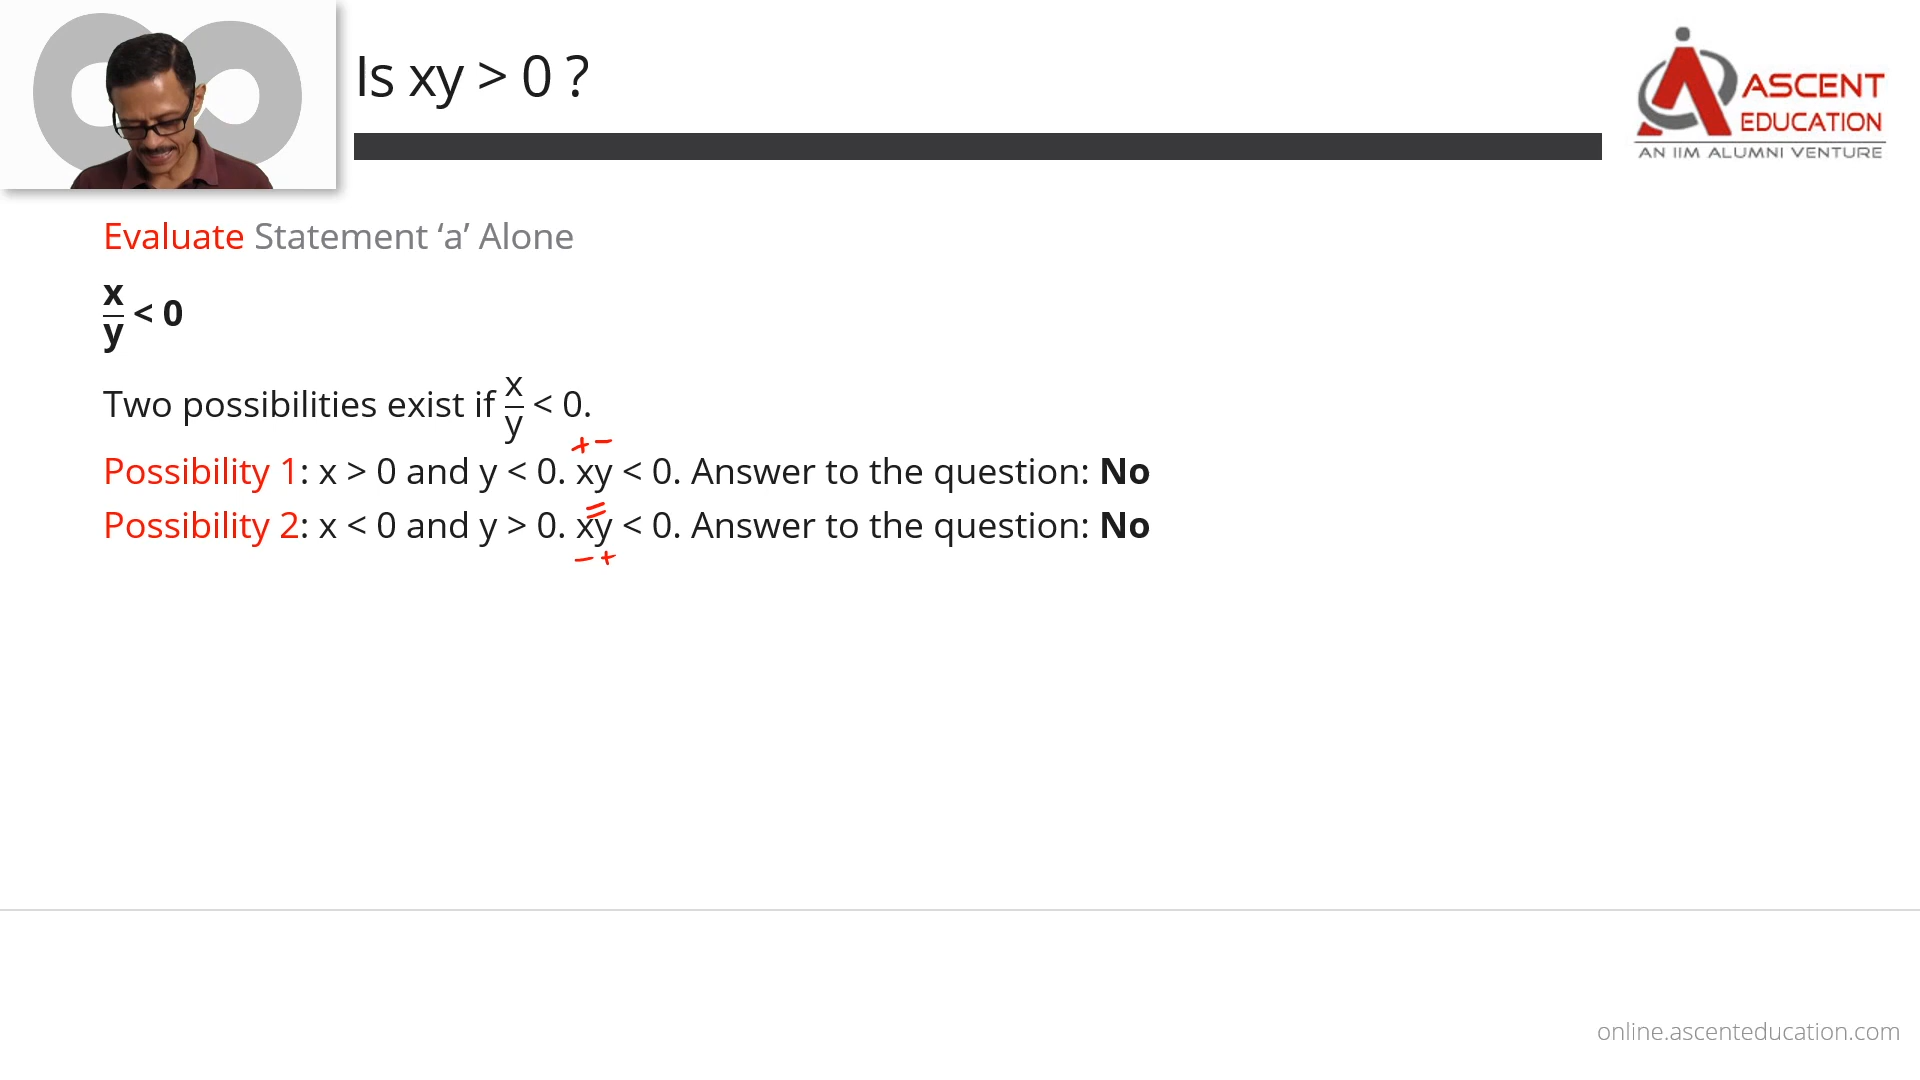 Is xy > 0 ?
ASCENT
EDUCATION
AN IIM ALUMNI VENTURE
Evaluate Statement ‘a’ Alone
x/y < 0
Two possibilities exist if x/y < 0.
+ −
Possibility 1: x > 0 and y < 0. xy < 0. Answer to the question: No
Possibility 2: x < 0 and y > 0. xy < 0. Answer to the question: No
− +
online.ascenteducation.com